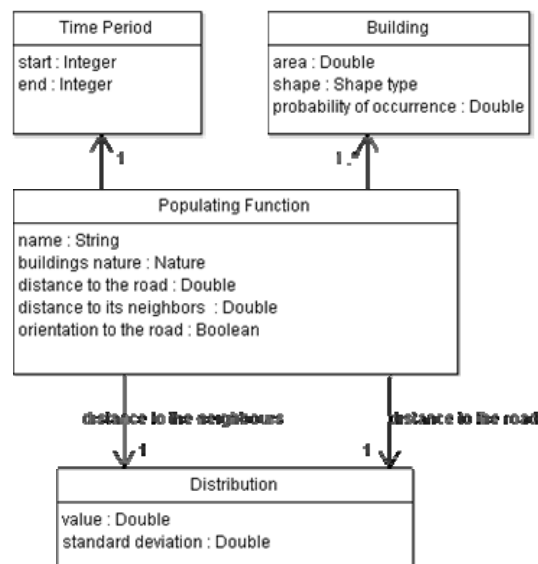 Time Period
start : Integer
end : Integer
Building
area : Double
shape : Shape type
probability of occurrence : Double
1
1..*
Populating Function
name : String
buildings nature : Nature
distance to the road : Double
distance to its neighbors : Double
orientation to the road : Boolean
distance to the neighbours
distance to the road
1
1
Distribution
value : Double
standard deviation : Double